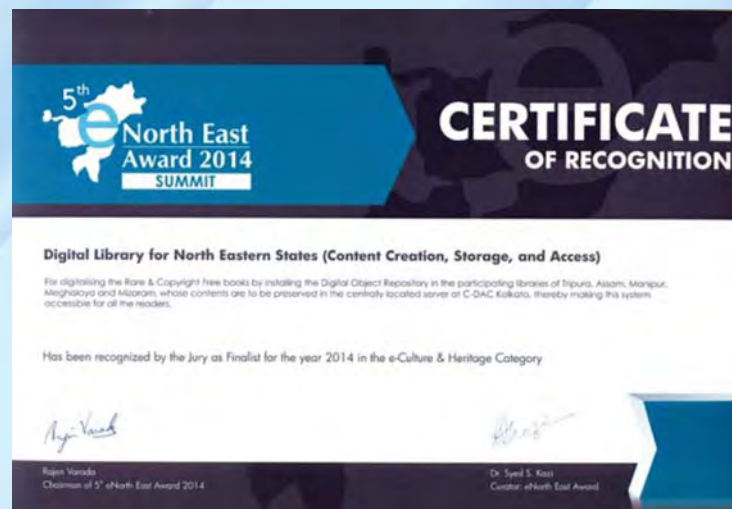 5th
e
North East
Award 2014
SUMMIT
CERTIFICATE
OF RECOGNITION
Digital Library for North Eastern States (Content Creation, Storage, and Access)
For digitalising the Rare & Copyright Free books by installing the Digital Object Repository in the participating libraries of Tripura, Assam, Manipur,
Meghalaya and Mizoram, whose contents are to be preserved in the centrally located server at C-DAC Kolkata, thereby making this system
accessible for all the readers.
Has been recognized by the Jury as Finalist for the year 2014 in the e-Culture & Heritage Category
Rajen Varada
Chairman of 5th eNorth East Award 2014
Dr. Syed S. Kazi
Curator: eNorth East Award